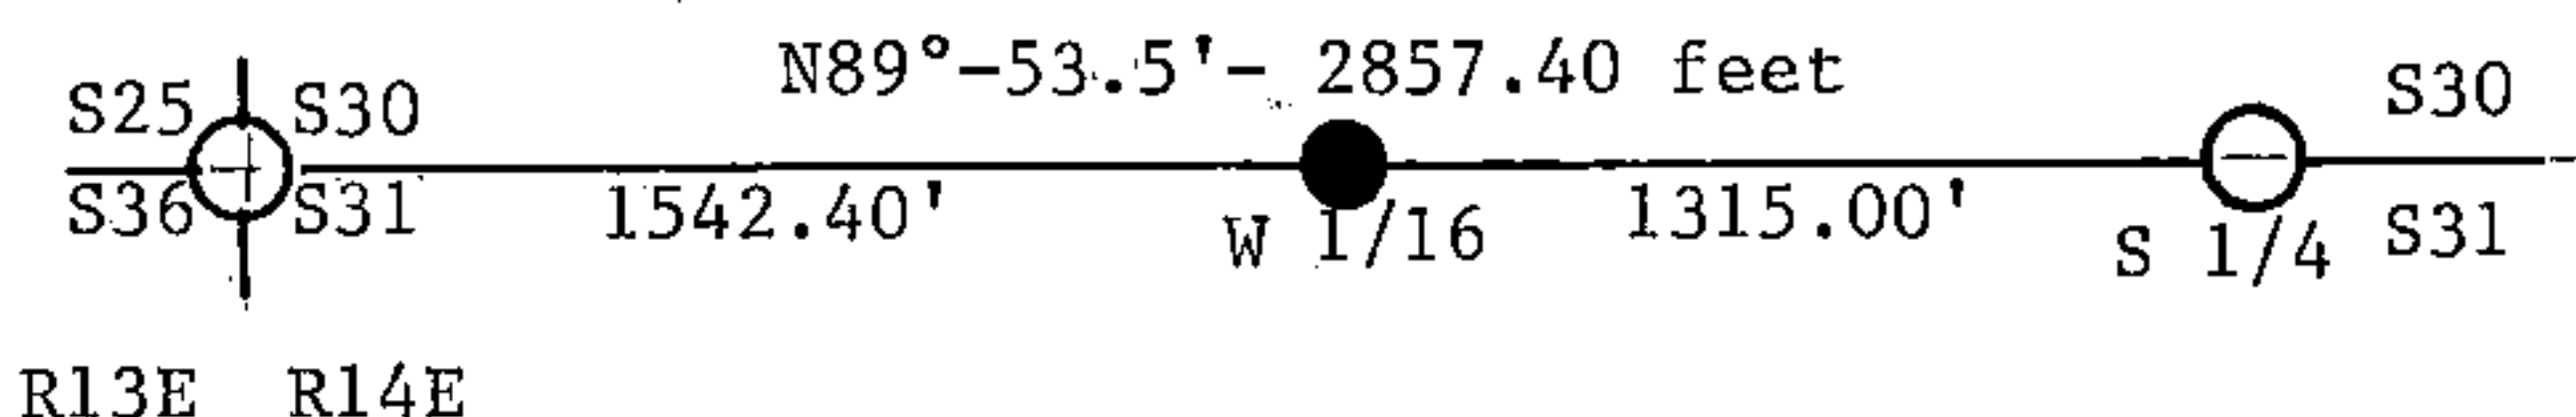 N89°-53.5'- 2857.40 feet
S25 S30 S30
S36 S31 1542.40' W 1/16 1315.00' S 1/4 S31
R13E R14E